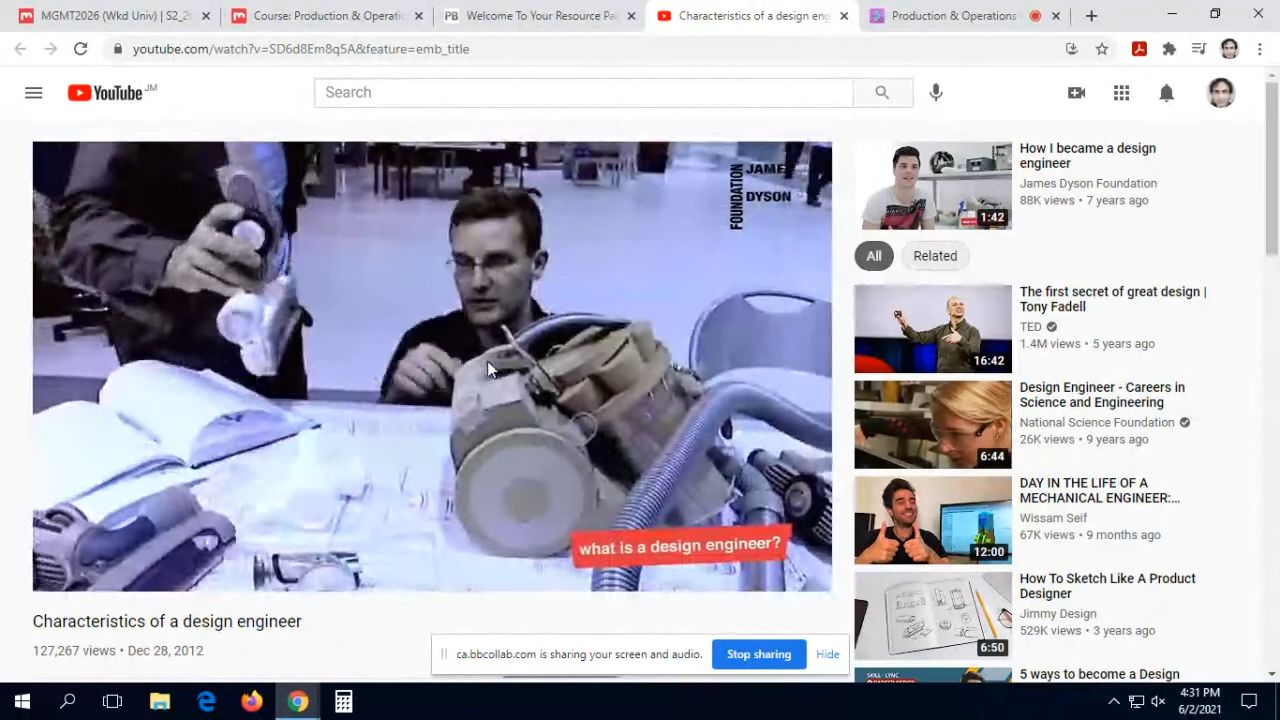 MGMT2026 (Wkd Univ) | S2_2
Course: Production & Operati
Welcome To Your Resource Pa
Characteristics of a design eng
Production & Operations
youtube.com/watch?v=SD6d8Em8q5A&feature=emb_title
YouTube JM
Search
FOUNDATION
JAME
DYSON
what is a design engineer?
Characteristics of a design engineer
127,267 views • Dec 28, 2012
How I became a design
engineer
James Dyson Foundation
88K views • 7 years ago
1:42
All
Related
The first secret of great design |
Tony Fadell
TED
1.4M views • 5 years ago
16:42
Design Engineer - Careers in
Science and Engineering
National Science Foundation
26K views • 9 years ago
6:44
DAY IN THE LIFE OF A
MECHANICAL ENGINEER:...
Wissam Seif
67K views • 9 months ago
12:00
How To Sketch Like A Product
Designer
Jimmy Design
529K views • 3 years ago
6:50
5 ways to become a Design
ca.bbcollab.com is sharing your screen and audio.
Stop sharing
Hide
4:31 PM
6/2/2021